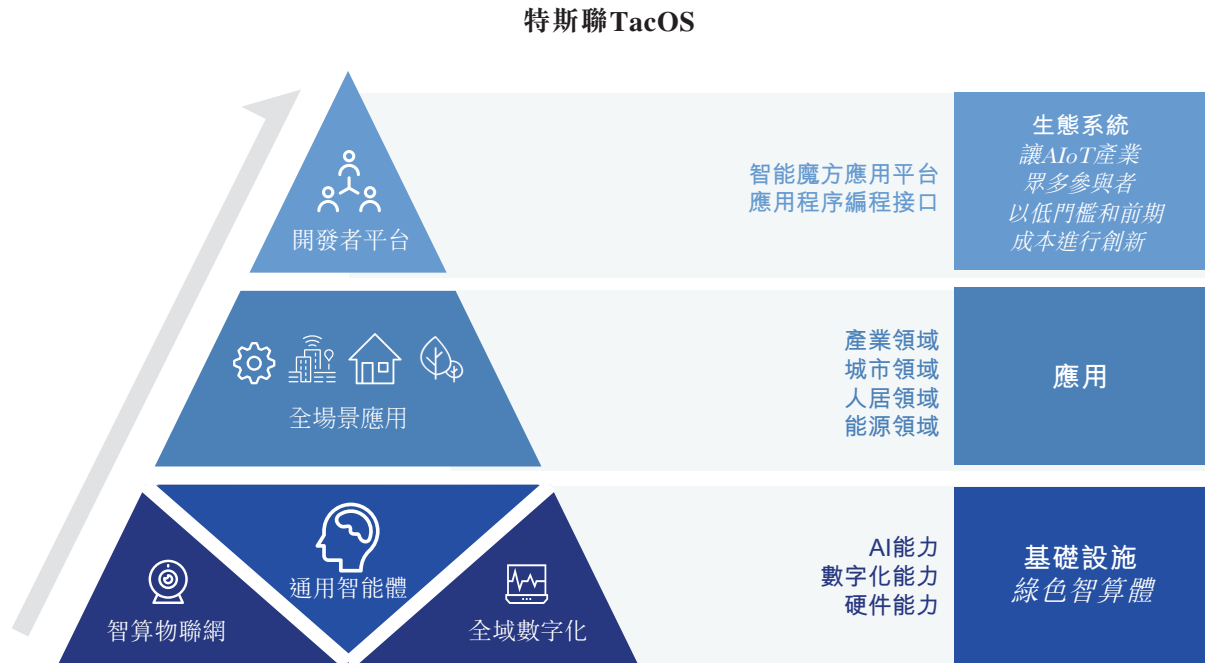 特斯聯TacOS
開發者平台
智能魔方應用平台
應用程序編程接口
生態系統
讓AIoT產業
眾多參與者
以低門檻和前期
成本進行創新
全場景應用
產業領域
城市領域
人居領域
能源領域
應用
智算物聯網
通用智能體
全域數字化
AI能力
數字化能力
硬件能力
基礎設施
綠色智算體